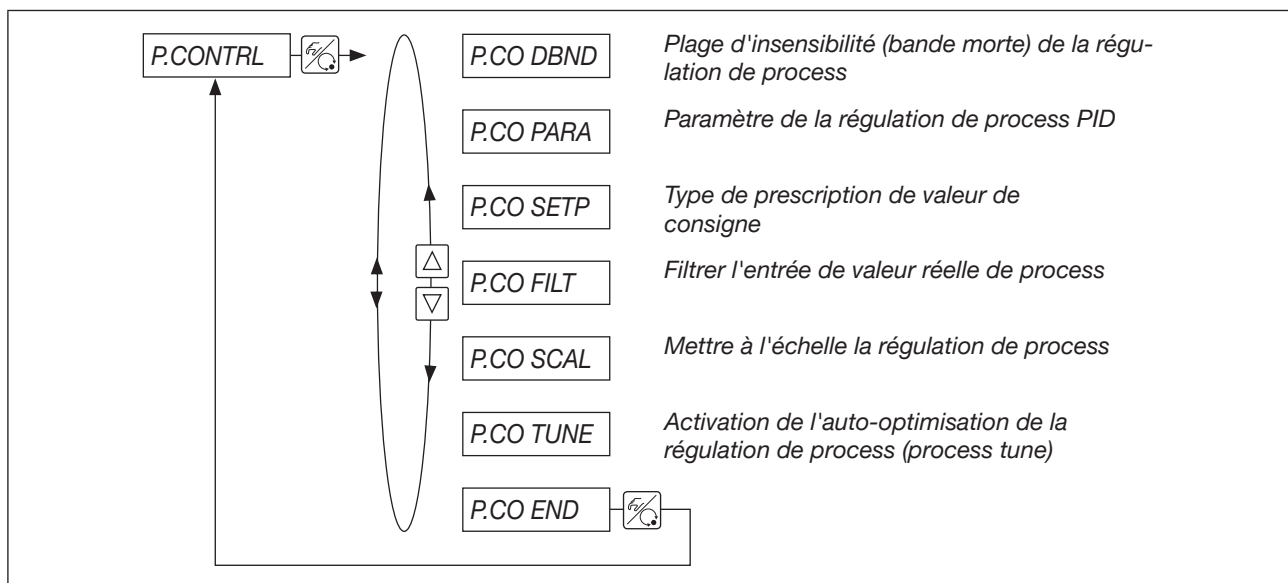 P.CONTRL
P.CO DBND
Plage d'insensibilité (bande morte) de la régu-
lation de process
P.CO PARA
Paramètre de la régulation de process PID
P.CO SETP
Type de prescription de valeur de
consigne
P.CO FILT
Filtrer l'entrée de valeur réelle de process
P.CO SCAL
Mettre à l'échelle la régulation de process
P.CO TUNE
Activation de l'auto-optimisation de la
régulation de process (process tune)
P.CO END